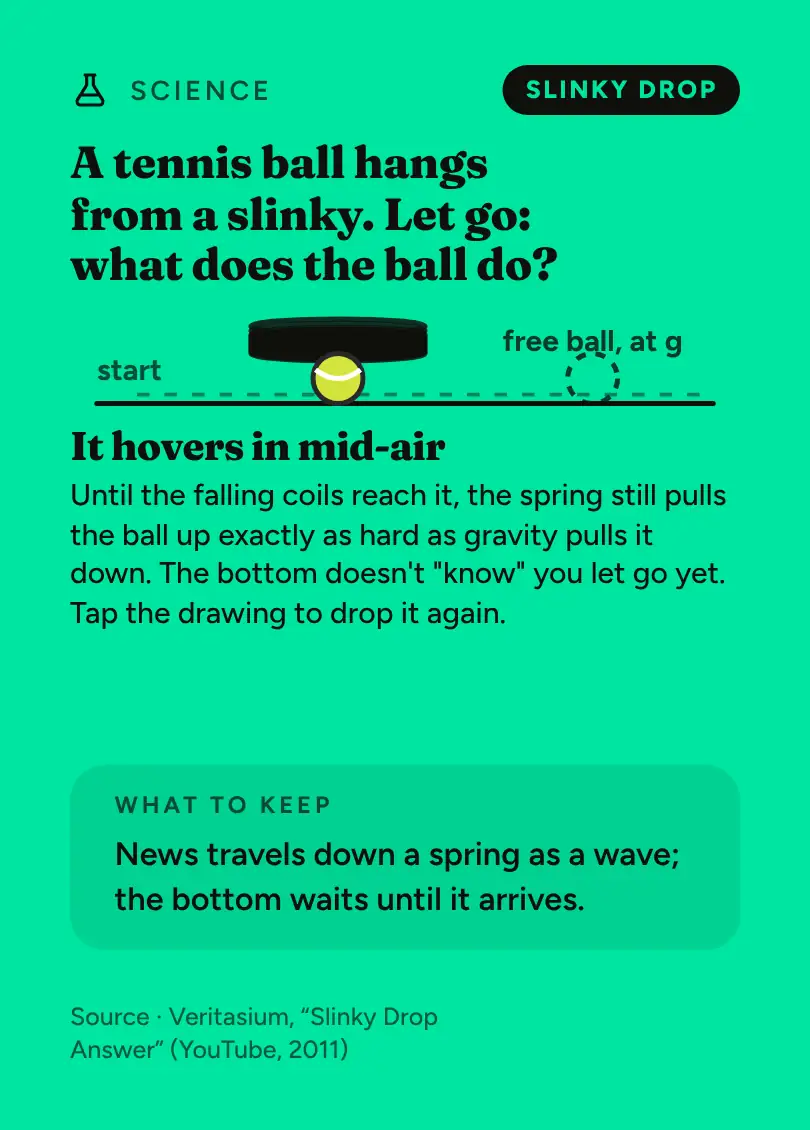 SCIENCE
SLINKY DROP
A tennis ball hangs
from a slinky. Let go:
what does the ball do?
free ball, at g
start
It hovers in mid-air
Until the falling coils reach it, the spring still pulls
the ball up exactly as hard as gravity pulls it
down. The bottom doesn't "know" you let go yet.
Tap the drawing to drop it again.
WHAT TO KEEP
News travels down a spring as a wave;
the bottom waits until it arrives.
Source · Veritasium, “Slinky Drop
Answer” (YouTube, 2011)